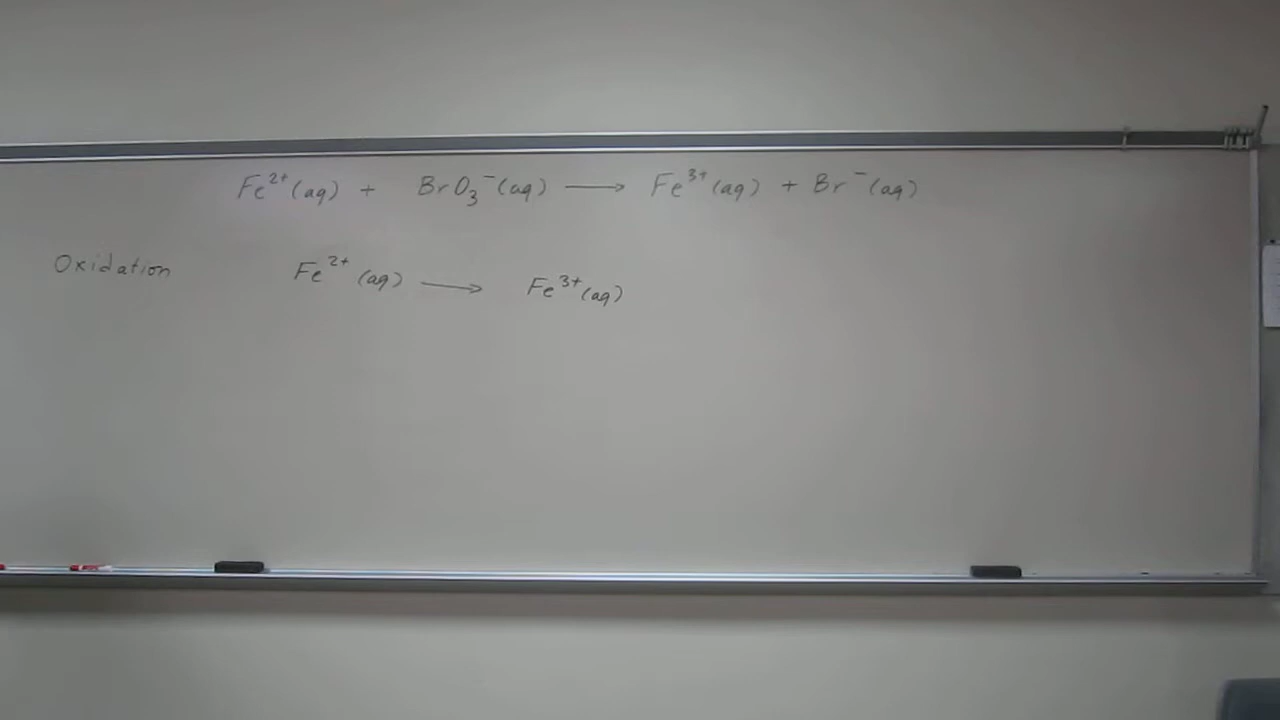 Fe²⁺(aq) + BrO₃⁻(aq) ⟶ Fe³⁺(aq) + Br⁻(aq)
Oxidation Fe²⁺(aq) ⟶ Fe³⁺(aq)